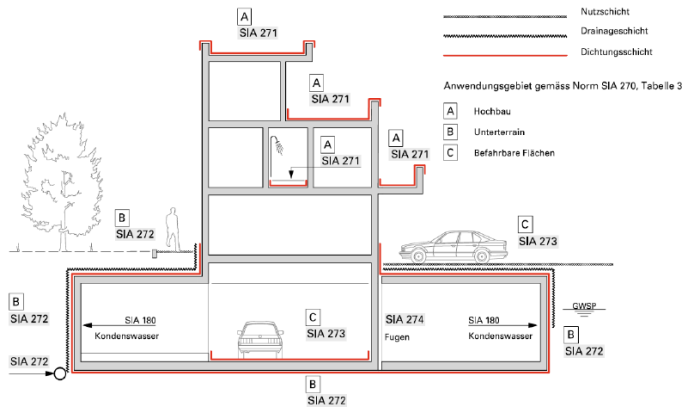 A
SIA 271
Nutzschicht
Drainageschicht
Dichtungsschicht
Anwendungsgebiet gemäss Norm SIA 270, Tabelle 3
A Hochbau
B Unterterrain
C Befahrbare Flächen
A
SIA 271
A
SIA 271
A
SIA 271
B
SIA 272
C
SIA 273
B
SIA 272
SIA 180
Kondenswasser
C
SIA 273
SIA 274
Fugen
SIA 180
Kondenswasser
GWSP
B
SIA 272
SIA 272
B
SIA 272